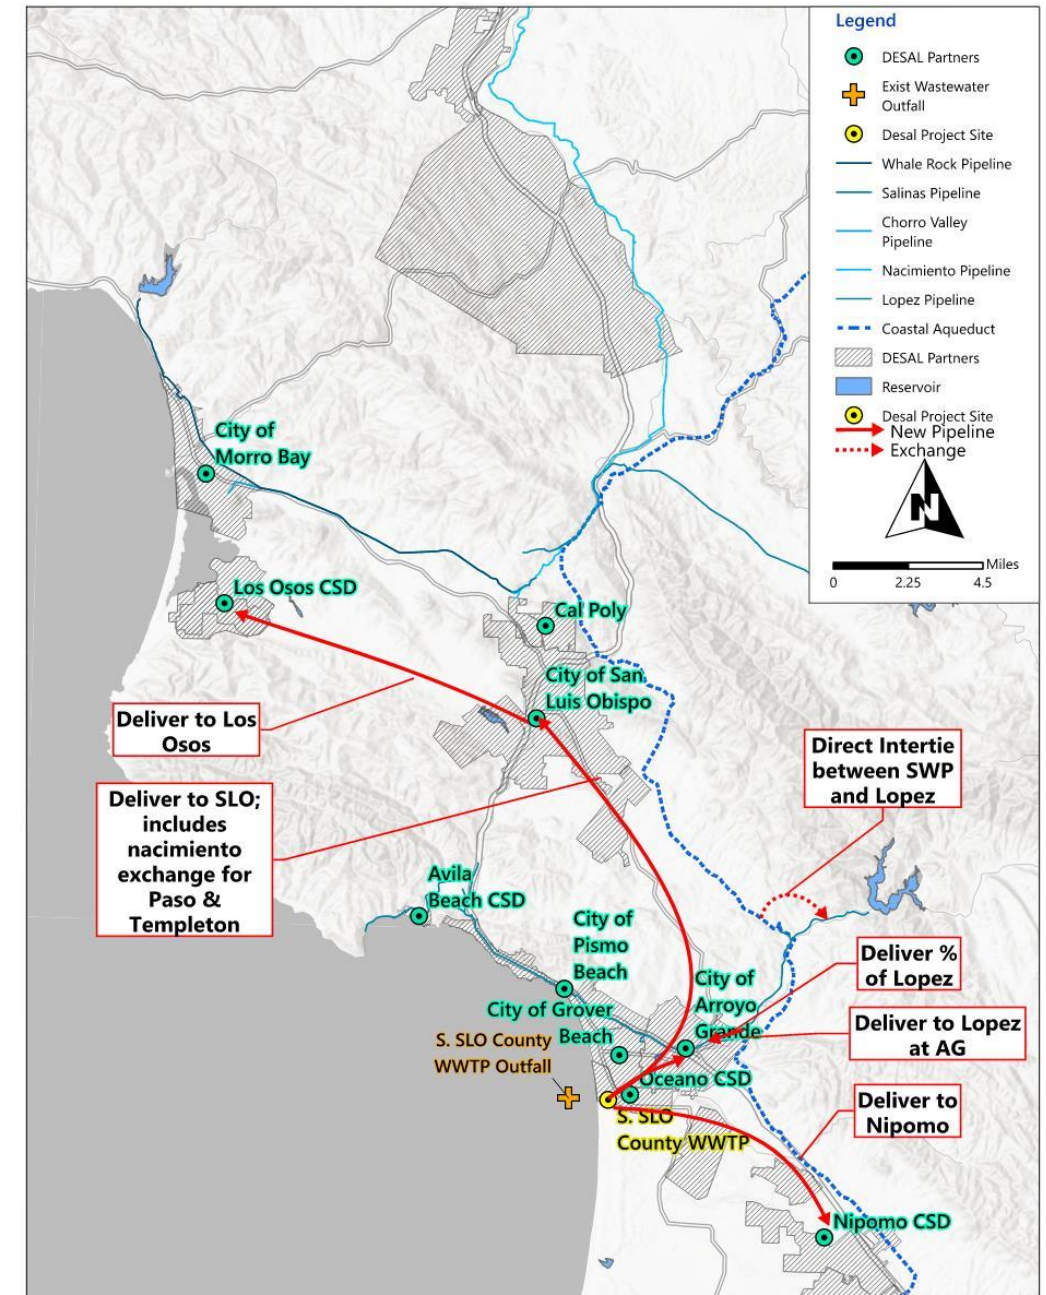 Legend
DESAL Partners
Exist Wastewater
Outfall
Desal Project Site
Whale Rock Pipeline
Salinas Pipeline
Chorro Valley
Pipeline
Nacimiento Pipeline
Lopez Pipeline
Coastal Aqueduct
DESAL Partners
Reservoir
Desal Project Site
New Pipeline
Exchange
N
Miles
0 2.25 4.5
City of
Morro Bay
Los Osos CSD
Cal Poly
City of San
Luis Obispo
Deliver to Los
Osos
Direct Intertie
between SWP
and Lopez
Deliver to SLO;
includes
nacimiento
exchange for
Paso &
Templeton
Avila
Beach CSD
City of
Pismo
Beach
City of Grover
Beach
City of
Arroyo
Grande
Deliver %
of Lopez
S. SLO County
WWTP Outfall
Deliver to Lopez
at AG
Oceano CSD
S. SLO
County WWTP
Deliver to
Nipomo
Nipomo CSD